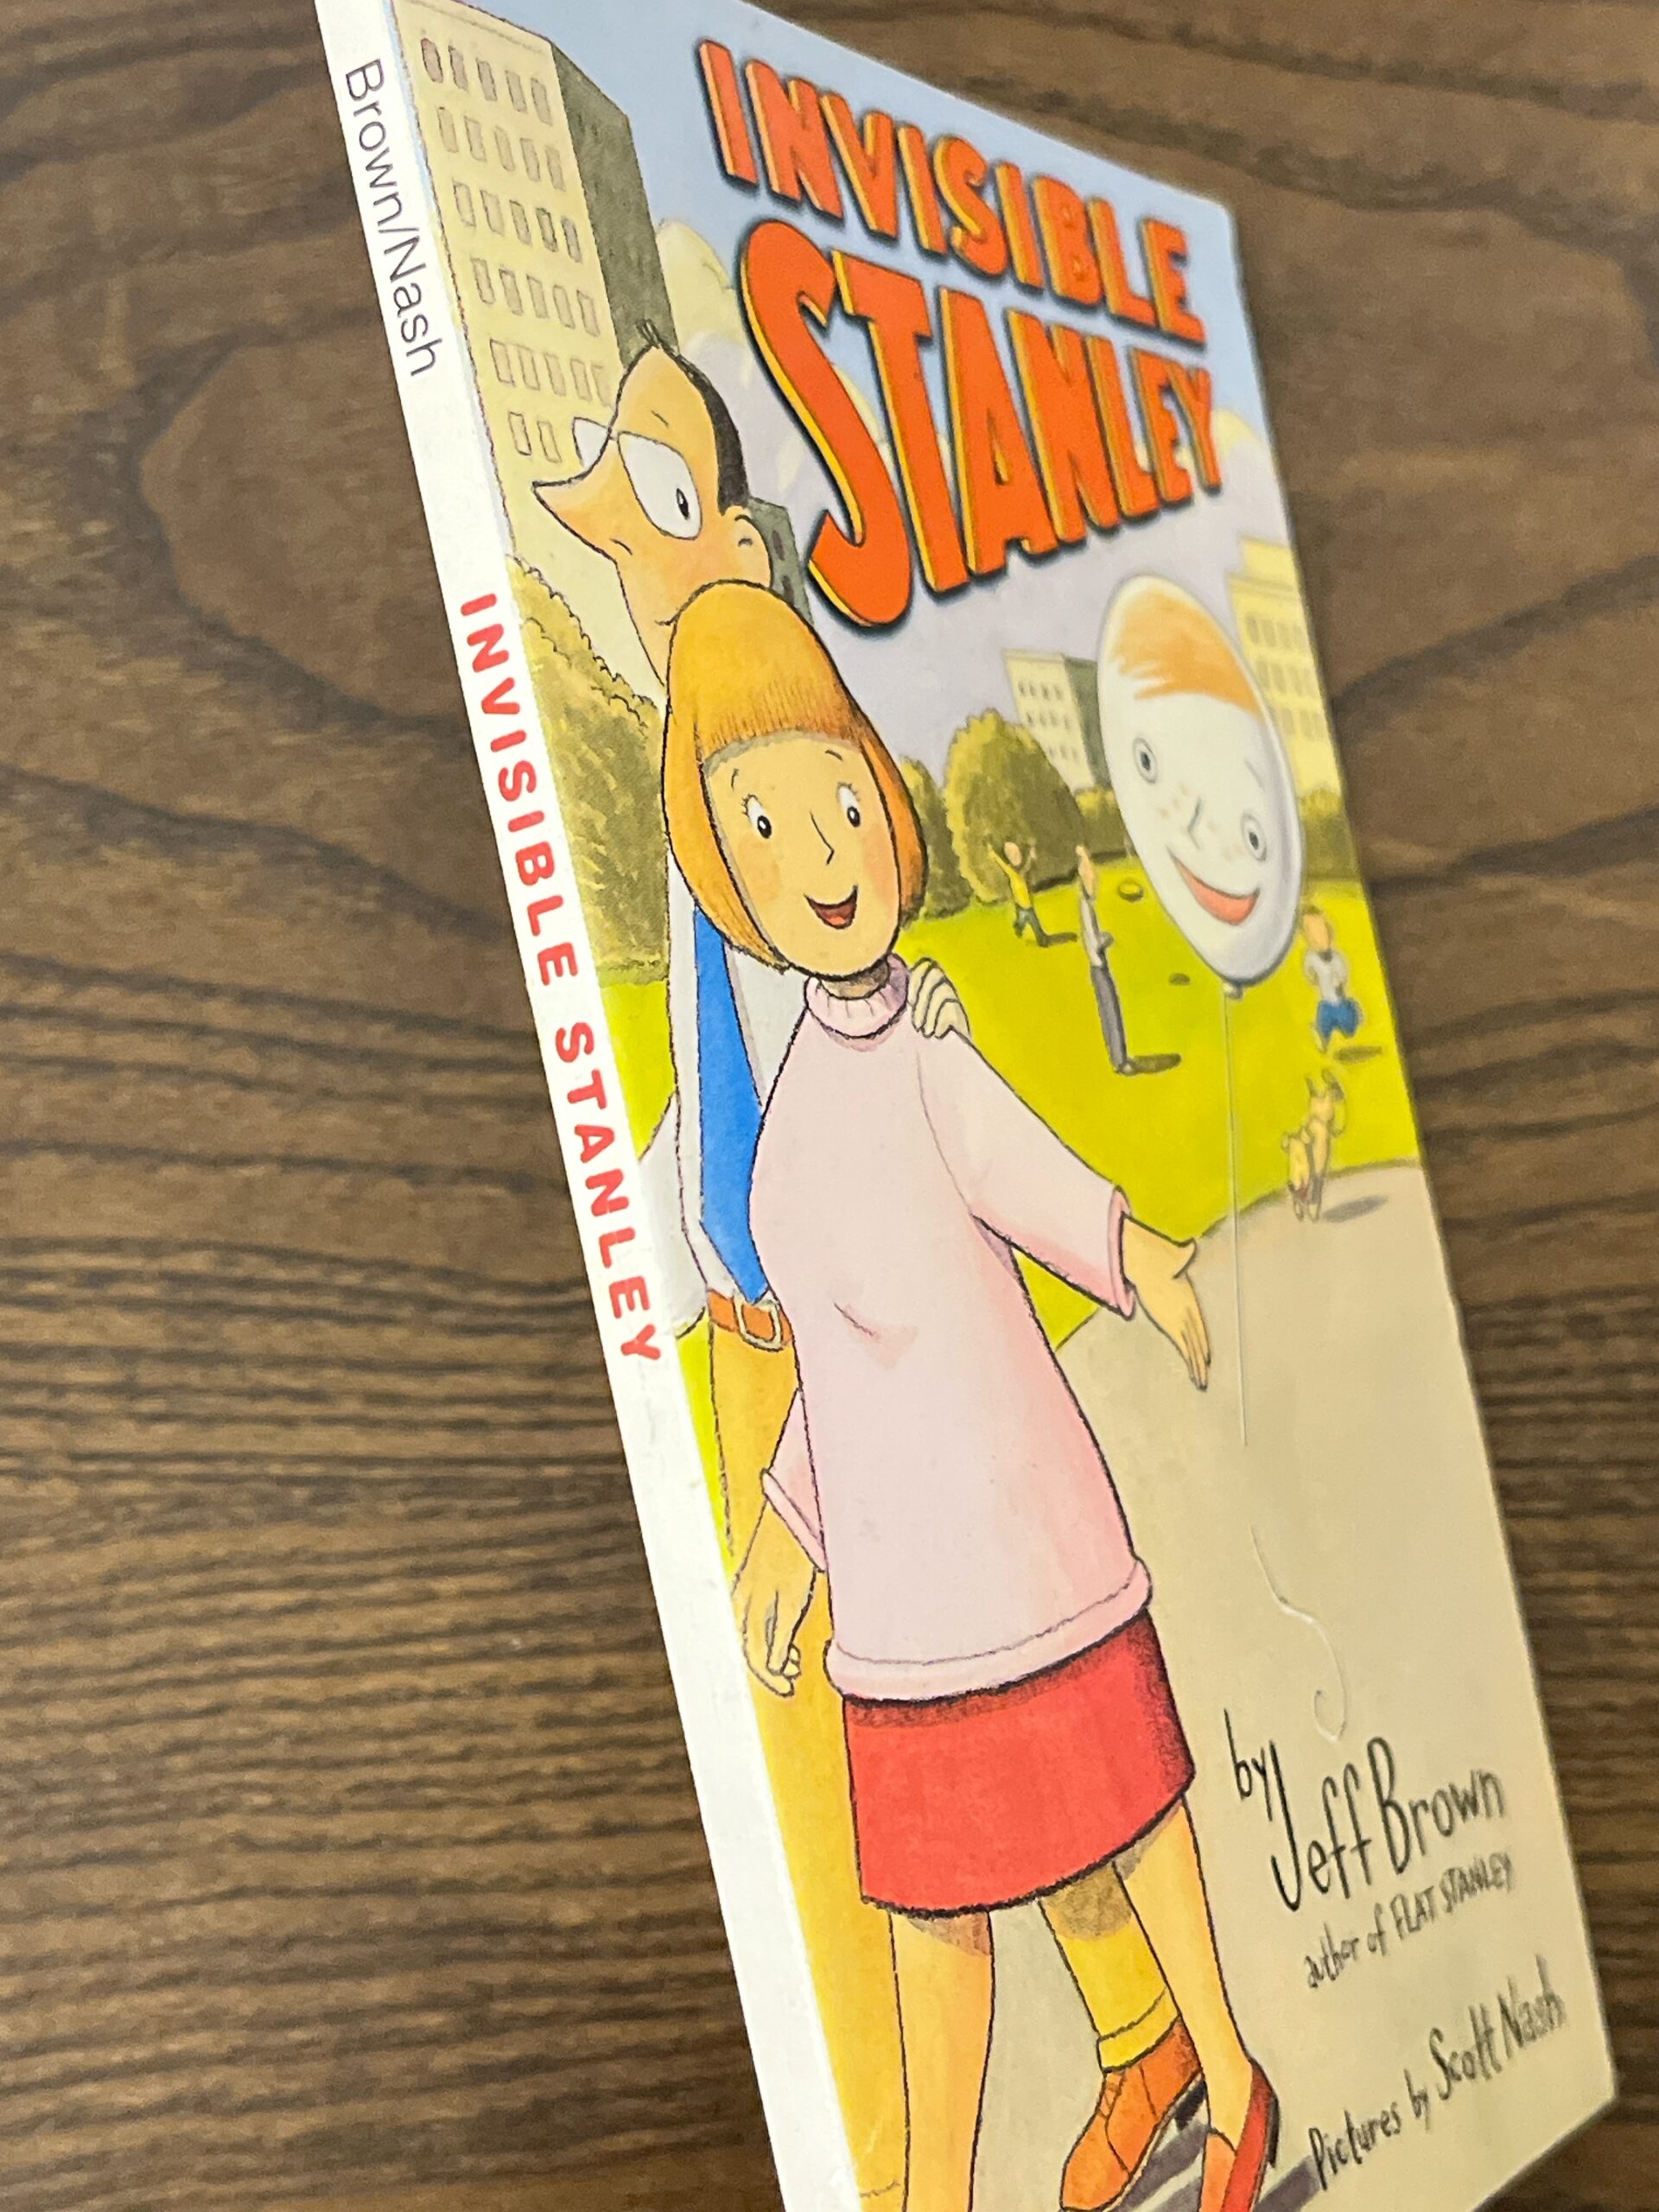 Brown/Nash
INVISIBLE STANLEY
INVISIBLE
STANLEY
by Jeff Brown
author of FLAT STANLEY
Pictures by Scott Nash